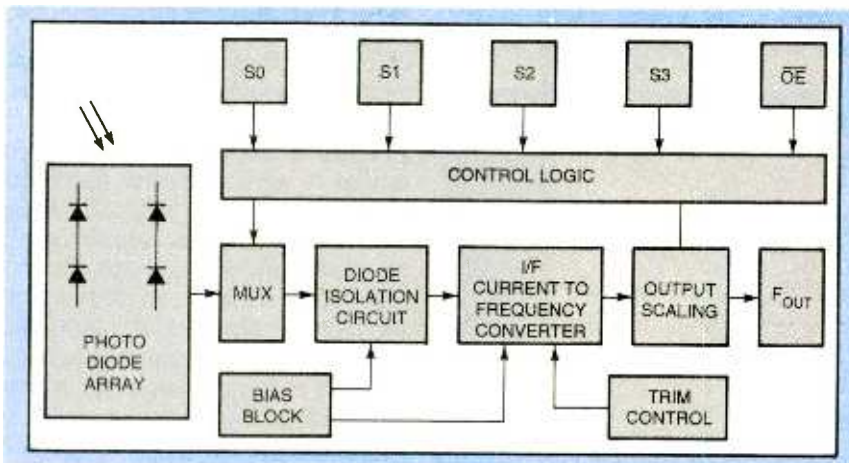 S0
S1
S2
S3
OE
CONTROL LOGIC
PHOTO
DIODE
ARRAY
MUX
DIODE
ISOLATION
CIRCUIT
I/F
CURRENT TO
FREQUENCY
CONVERTER
OUTPUT
SCALING
FOUT
BIAS
BLOCK
TRIM
CONTROL